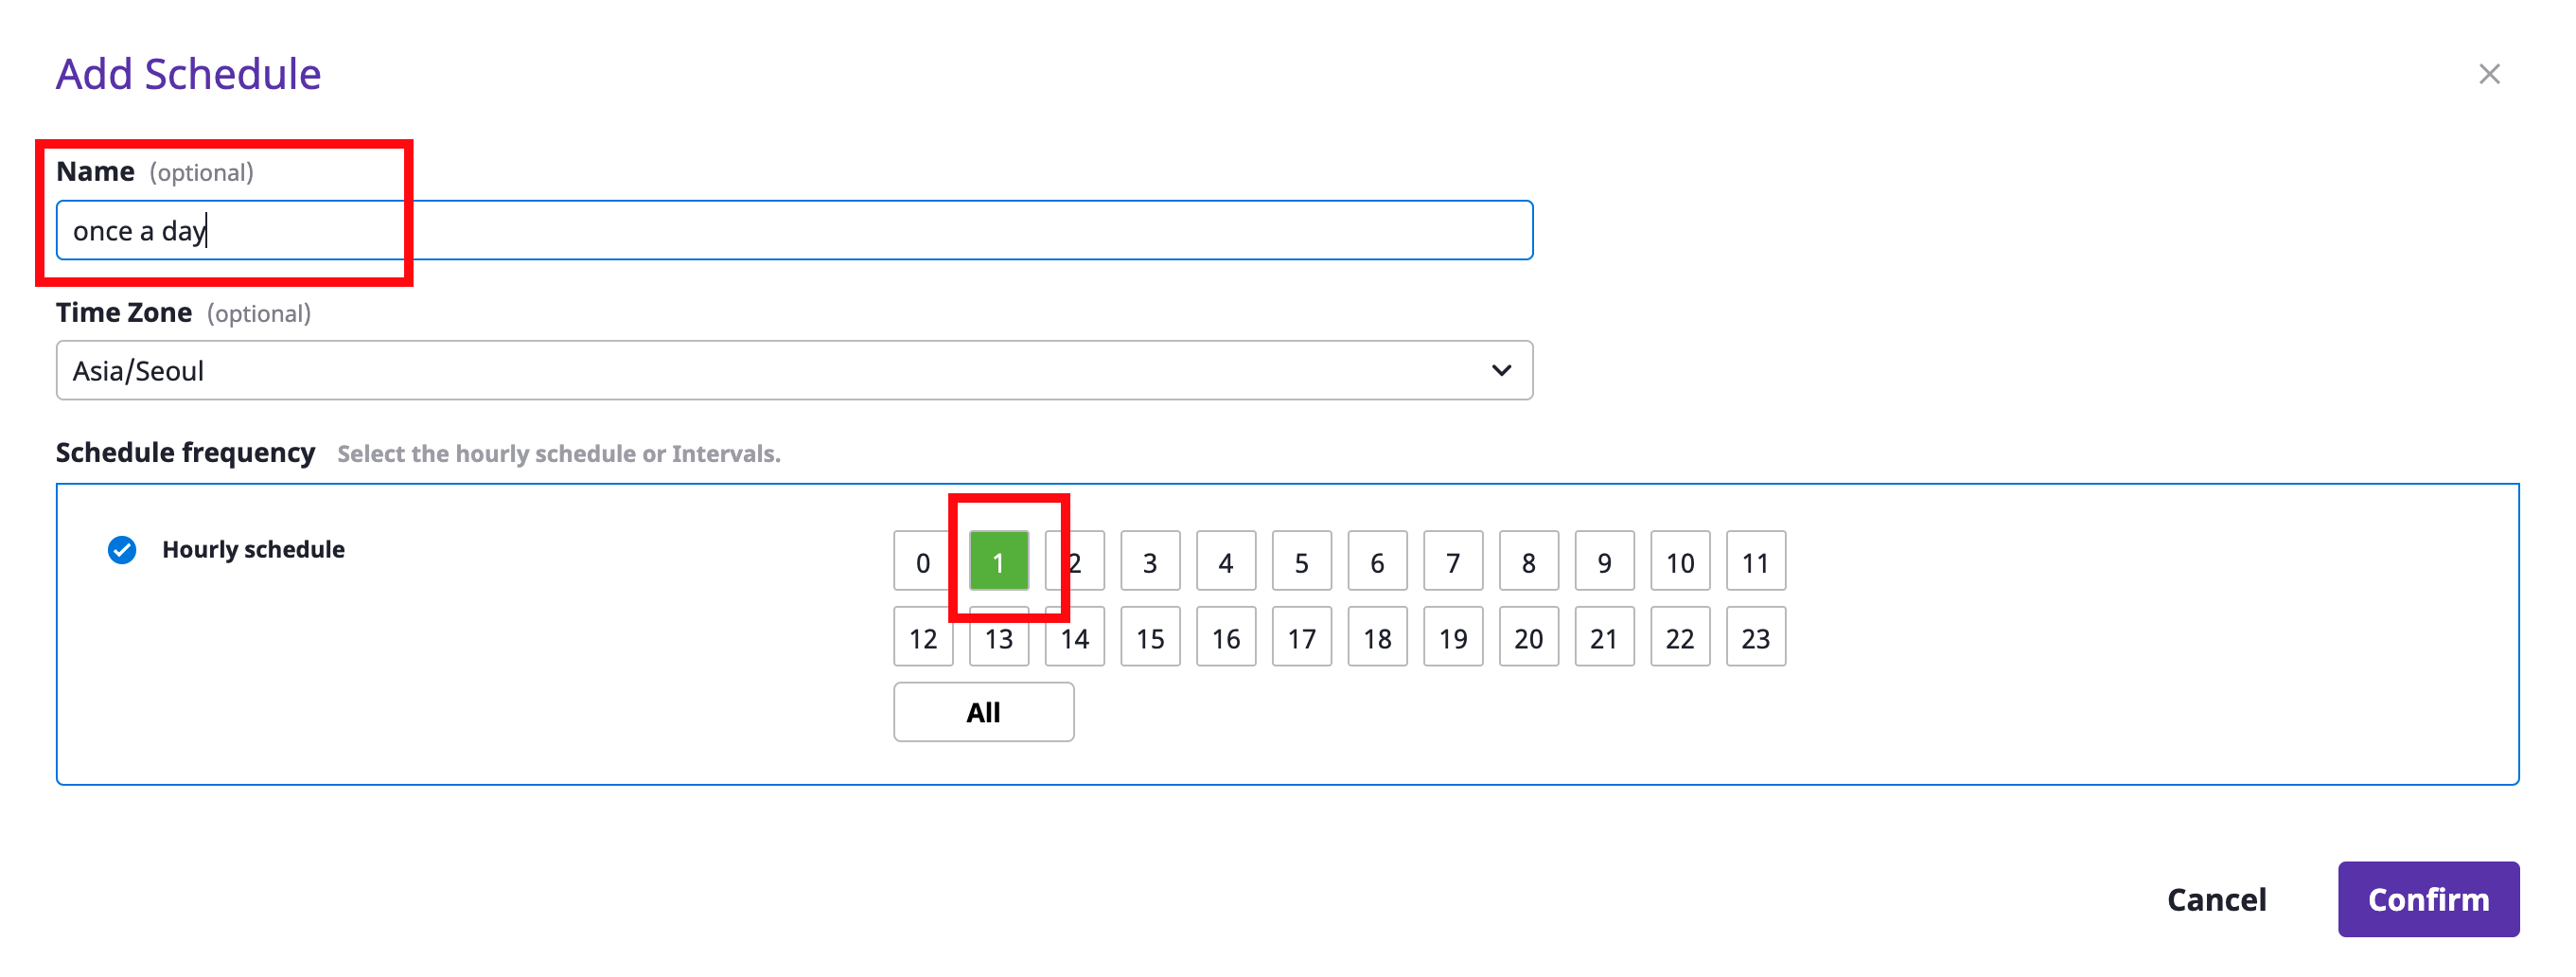 Add Schedule
Name (optional)
once a day
Time Zone (optional)
Asia/Seoul
Schedule frequency Select the hourly schedule or Intervals.
Hourly schedule
0 1 2 3 4 5 6 7 8 9 10 11
12 13 14 15 16 17 18 19 20 21 22 23
All
Cancel Confirm